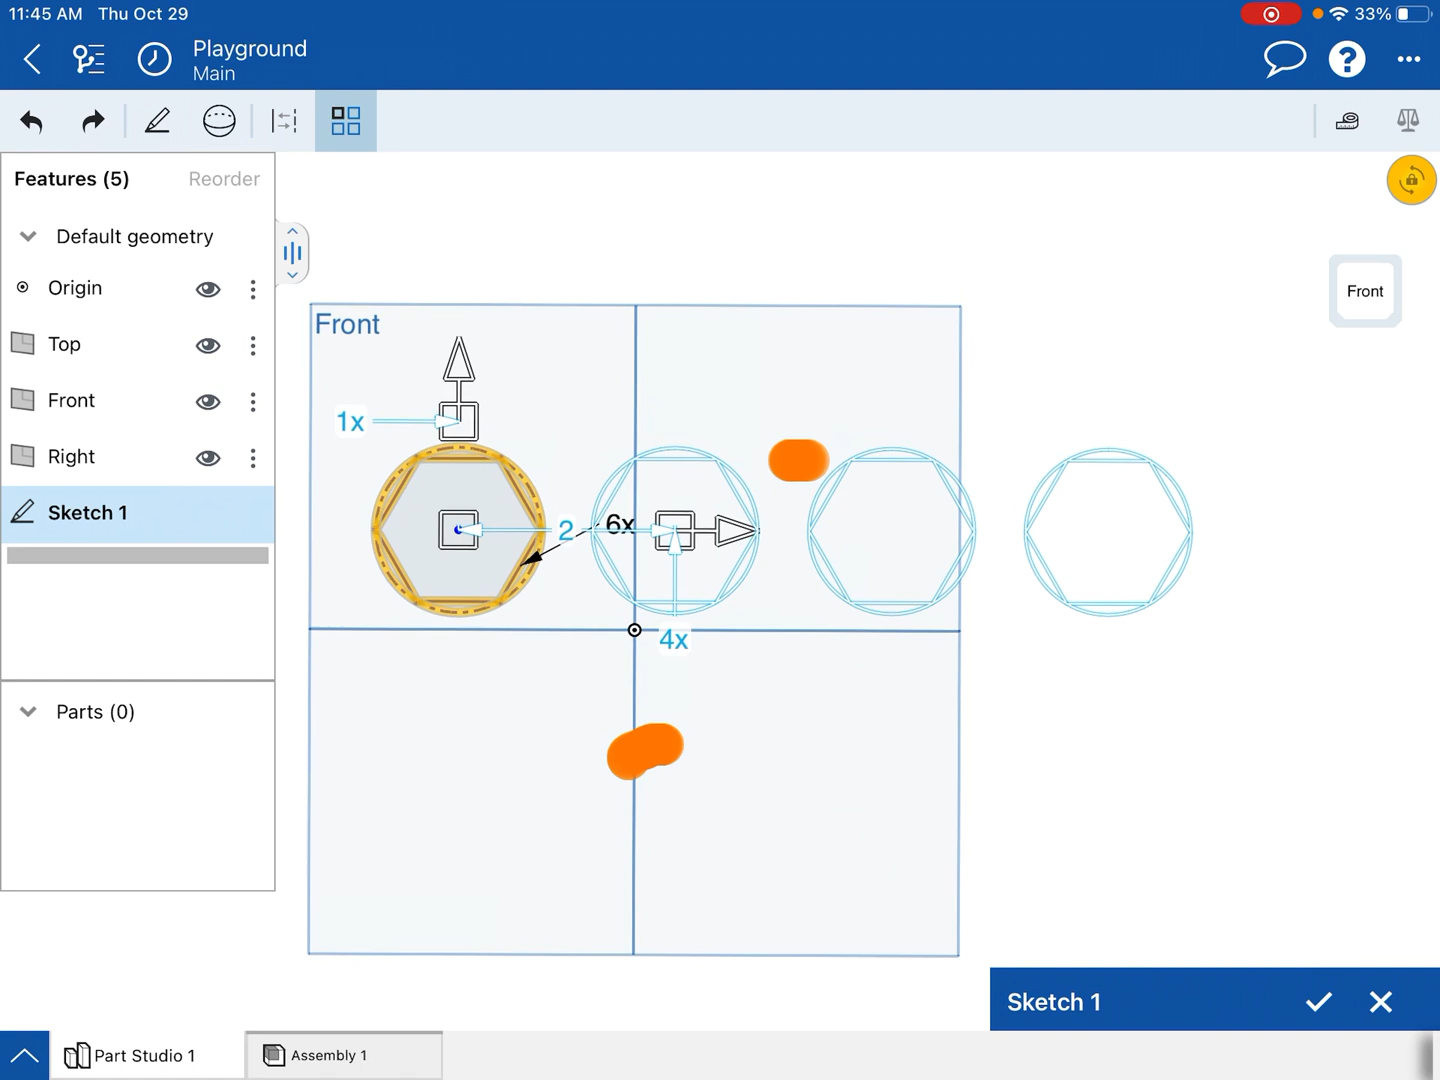 11:45 AM Thu Oct 29
33%
Playground
Main
Features (5)
Reorder
Default geometry
Origin
Top
Front
Right
Sketch 1
Parts (0)
Front
Front
1x
2
6x
4x
Sketch 1
Part Studio 1
Assembly 1